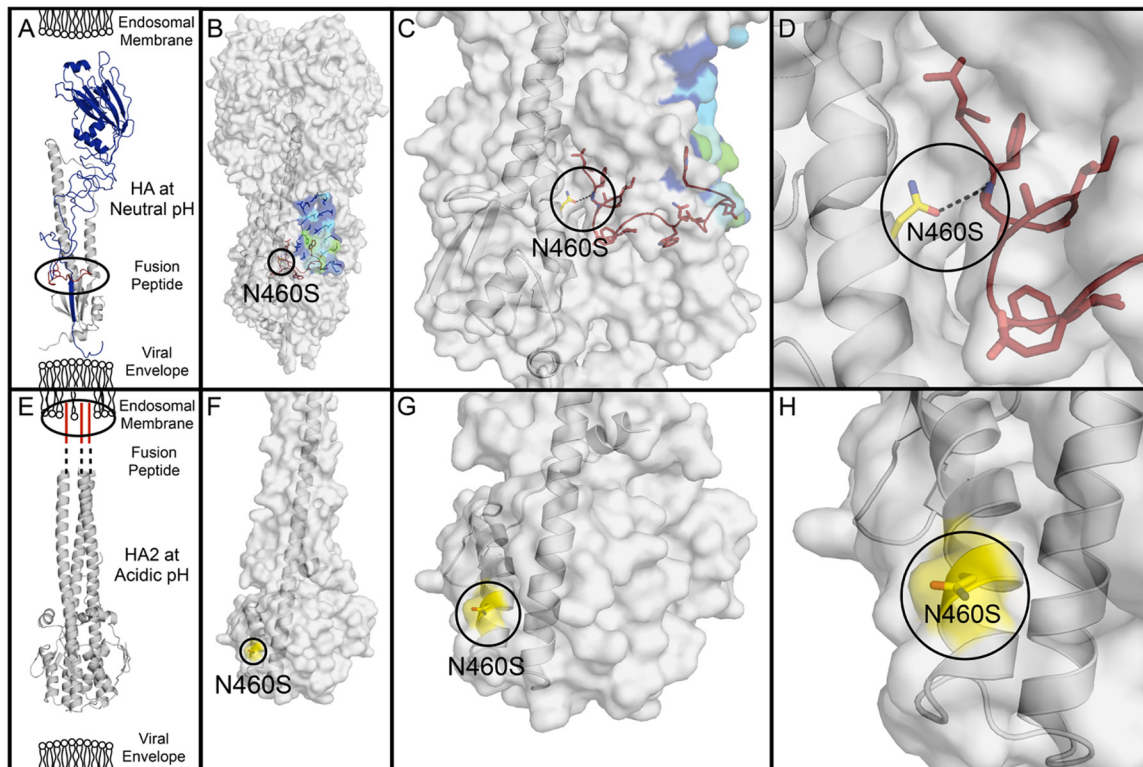 A
Endosomal
Membrane
HA at
Neutral pH
Fusion
Peptide
Viral
Envelope
B
N460S
C
N460S
D
N460S
E
Endosomal
Membrane
Fusion
Peptide
HA2 at
Acidic pH
Viral
Envelope
F
N460S
G
N460S
H
N460S